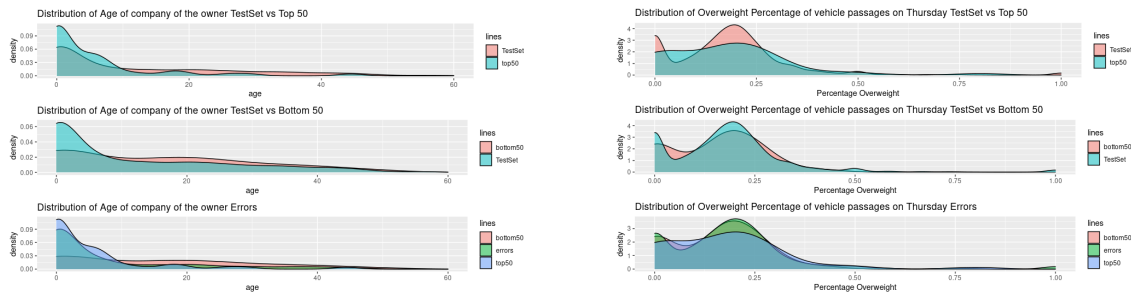 Distribution of Age of company of the owner TestSet vs Top 50
density
0.09
0.06
0.03
0.00
0
20
40
60
age
lines
TestSet
top50
Distribution of Age of company of the owner TestSet vs Bottom 50
density
0.06
0.04
0.02
0.00
0
20
40
60
age
lines
bottom50
TestSet
Distribution of Age of company of the owner Errors
density
0.09
0.06
0.03
0.00
0
20
40
60
age
lines
bottom50
errors
top50
Distribution of Overweight Percentage of vehicle passages on Thursday TestSet vs Top 50
density
4
3
2
1
0
0.00
0.25
0.50
0.75
1.00
Percentage Overweight
lines
TestSet
top50
Distribution of Overweight Percentage of vehicle passages on Thursday TestSet vs Bottom 50
density
4
3
2
1
0
0.00
0.25
0.50
0.75
1.00
Percentage Overweight
lines
bottom50
TestSet
Distribution of Overweight Percentage of vehicle passages on Thursday Errors
density
3
2
1
0
0.00
0.25
0.50
0.75
1.00
Percentage Overweight
lines
bottom50
errors
top50